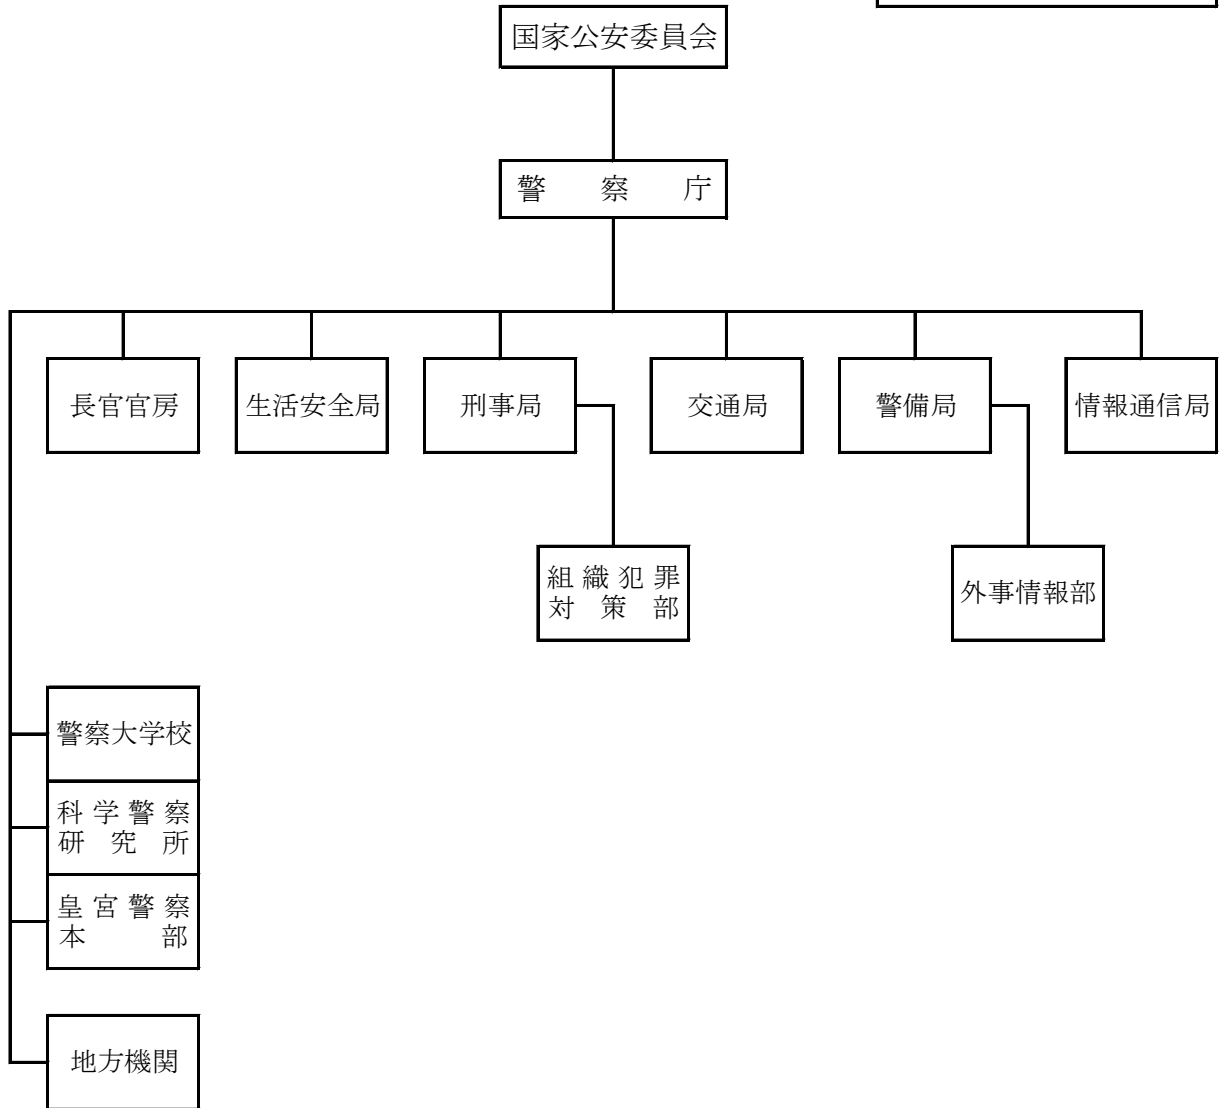 国家公安委員会
警察庁
長官官房
生活安全局
刑事局
交通局
警備局
情報通信局
組織犯罪
対策部
外事情報部
警察大学校
科学警察
研究所
皇宮警察
本部
地方機関